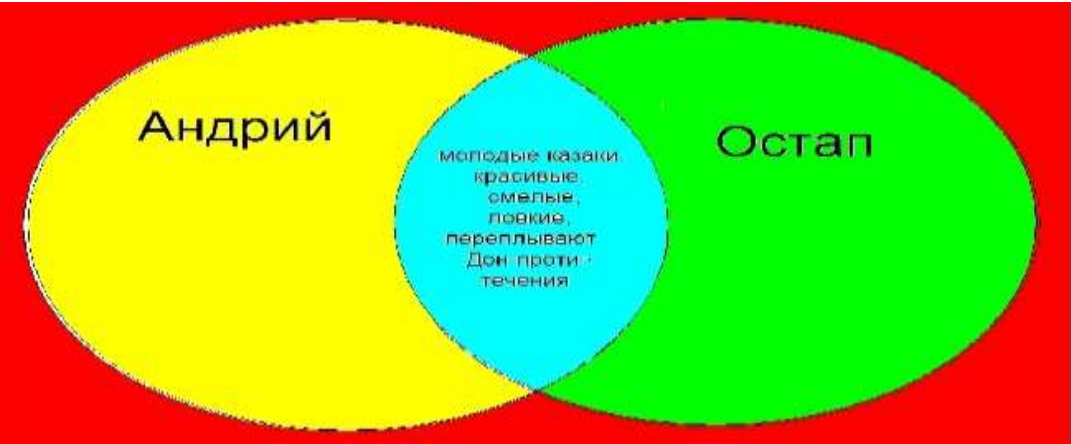 Андрий
Остап
молодые казаки
красивые,
смелые,
ловкие,
переплывают
Дон проти
течения